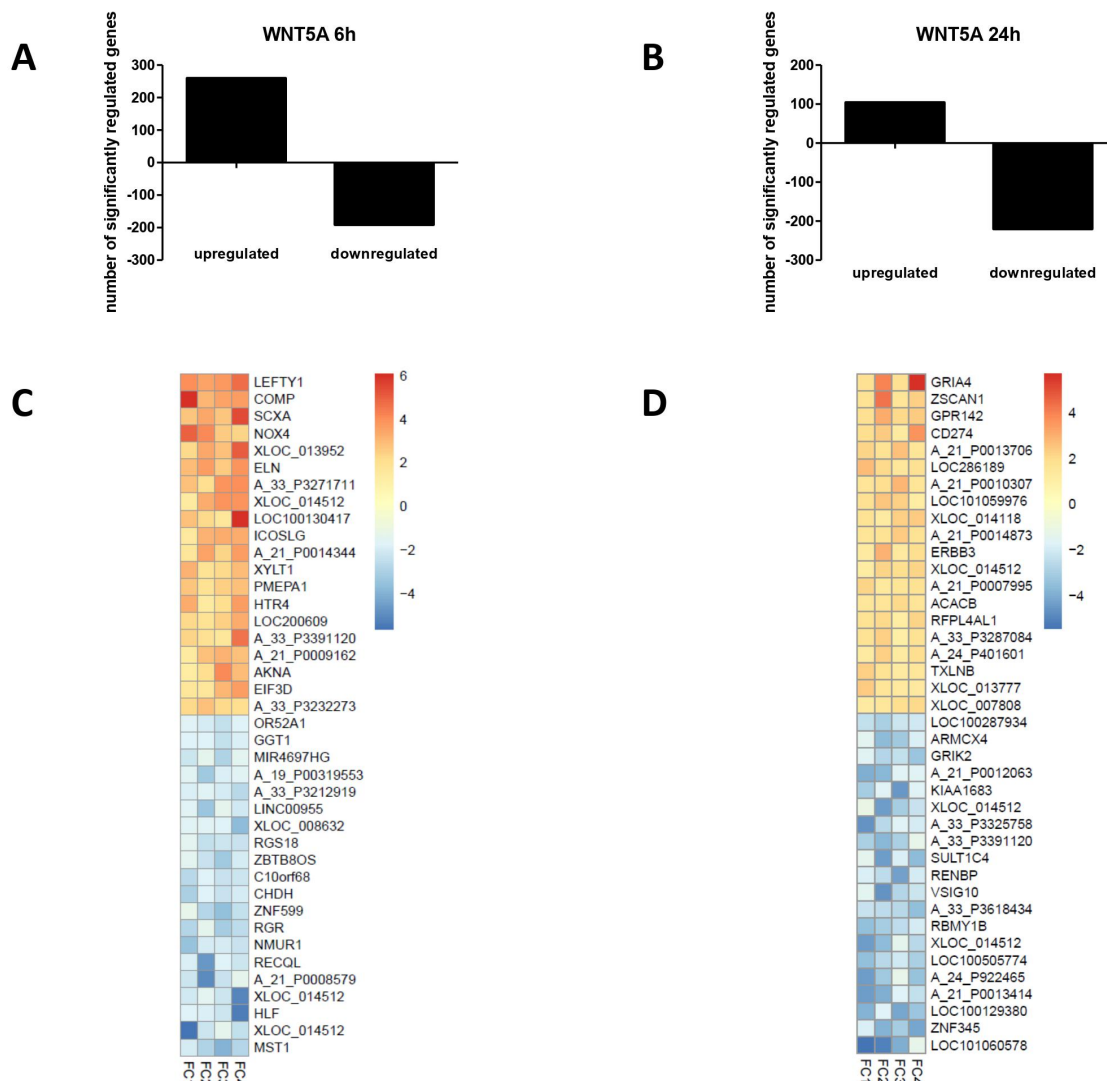 A
WNT5A 6h
number of significantly regulated genes
300
200
100
0
-100
-200
-300
upregulated
downregulated
B
WNT5A 24h
number of significantly regulated genes
200
100
0
-100
-200
-300
upregulated
downregulated
C
LEFTY1
COMP
SCXA
NOX4
XLOC_013952
ELN
A_33_P3271711
XLOC_014512
LOC100130417
ICOSLG
A_21_P0014344
XYLT1
PMEPA1
HTR4
LOC200609
A_33_P3391120
A_21_P0009162
AKNA
EIF3D
A_33_P3232273
OR52A1
GGT1
MIR4697HG
A_19_P00319553
A_33_P3212919
LINC00955
XLOC_008632
RGS18
ZBTB8OS
C10orf68
CHDH
ZNF599
RGR
NMUR1
RECQL
A_21_P0008579
XLOC_014512
HLF
XLOC_014512
MST1
6
4
2
0
−2
−4
D
GRIA4
ZSCAN1
GPR142
CD274
A_21_P0013706
LOC286189
A_21_P0010307
LOC101059976
XLOC_014118
A_21_P0014873
ERBB3
XLOC_014512
A_21_P0007995
ACACB
RFPL4AL1
A_33_P3287084
A_24_P401601
TXLNB
XLOC_013777
XLOC_007808
LOC100287934
ARMCX4
GRIK2
A_21_P0012063
KIAA1683
XLOC_014512
A_33_P3325758
A_33_P3391120
SULT1C4
RENBP
VSIG10
A_33_P3618434
RBMY1B
XLOC_014512
LOC100505774
A_24_P922465
A_21_P0013414
LOC100129380
ZNF345
LOC101060578
FC1
FC2
FC3
FC4
4
2
0
−2
−4